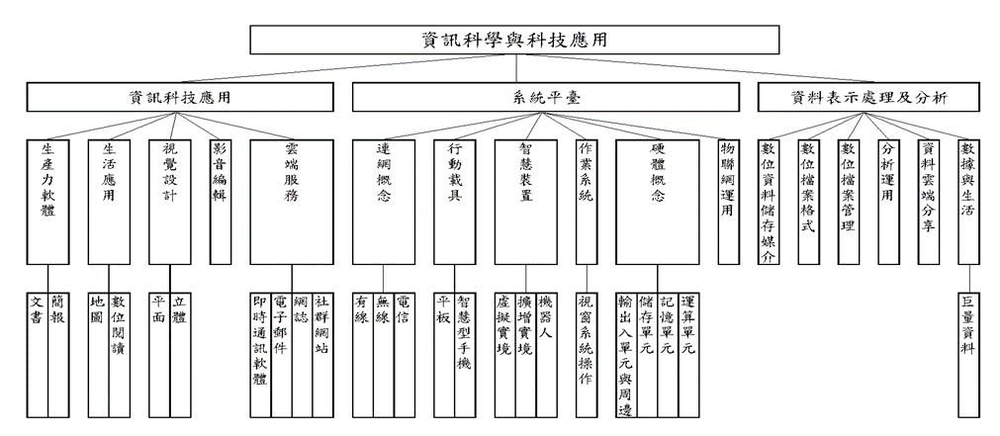 資訊科學與科技應用
資訊科技應用
系統平臺
資料表示處理及分析
生產力軟體
生活應用
視覺設計
影音編輯
雲端服務
連網概念
行動載具
智慧裝置
作業系統
硬體概念
物聯網運用
數位資料儲存媒介
數位檔案格式
數位檔案管理
分析運用
資料雲端分享
數據與生活
文書
簡報
地圖
數位閱讀
平面
立體
即時通訊軟體
電子郵件
網誌
社群網站
有線
無線
電信
平板
智慧型手機
虛擬實境
擴增實境
機器人
視窗系統操作
輸出入單元與周邊
儲存單元
記憶單元
運算單元
巨量資料